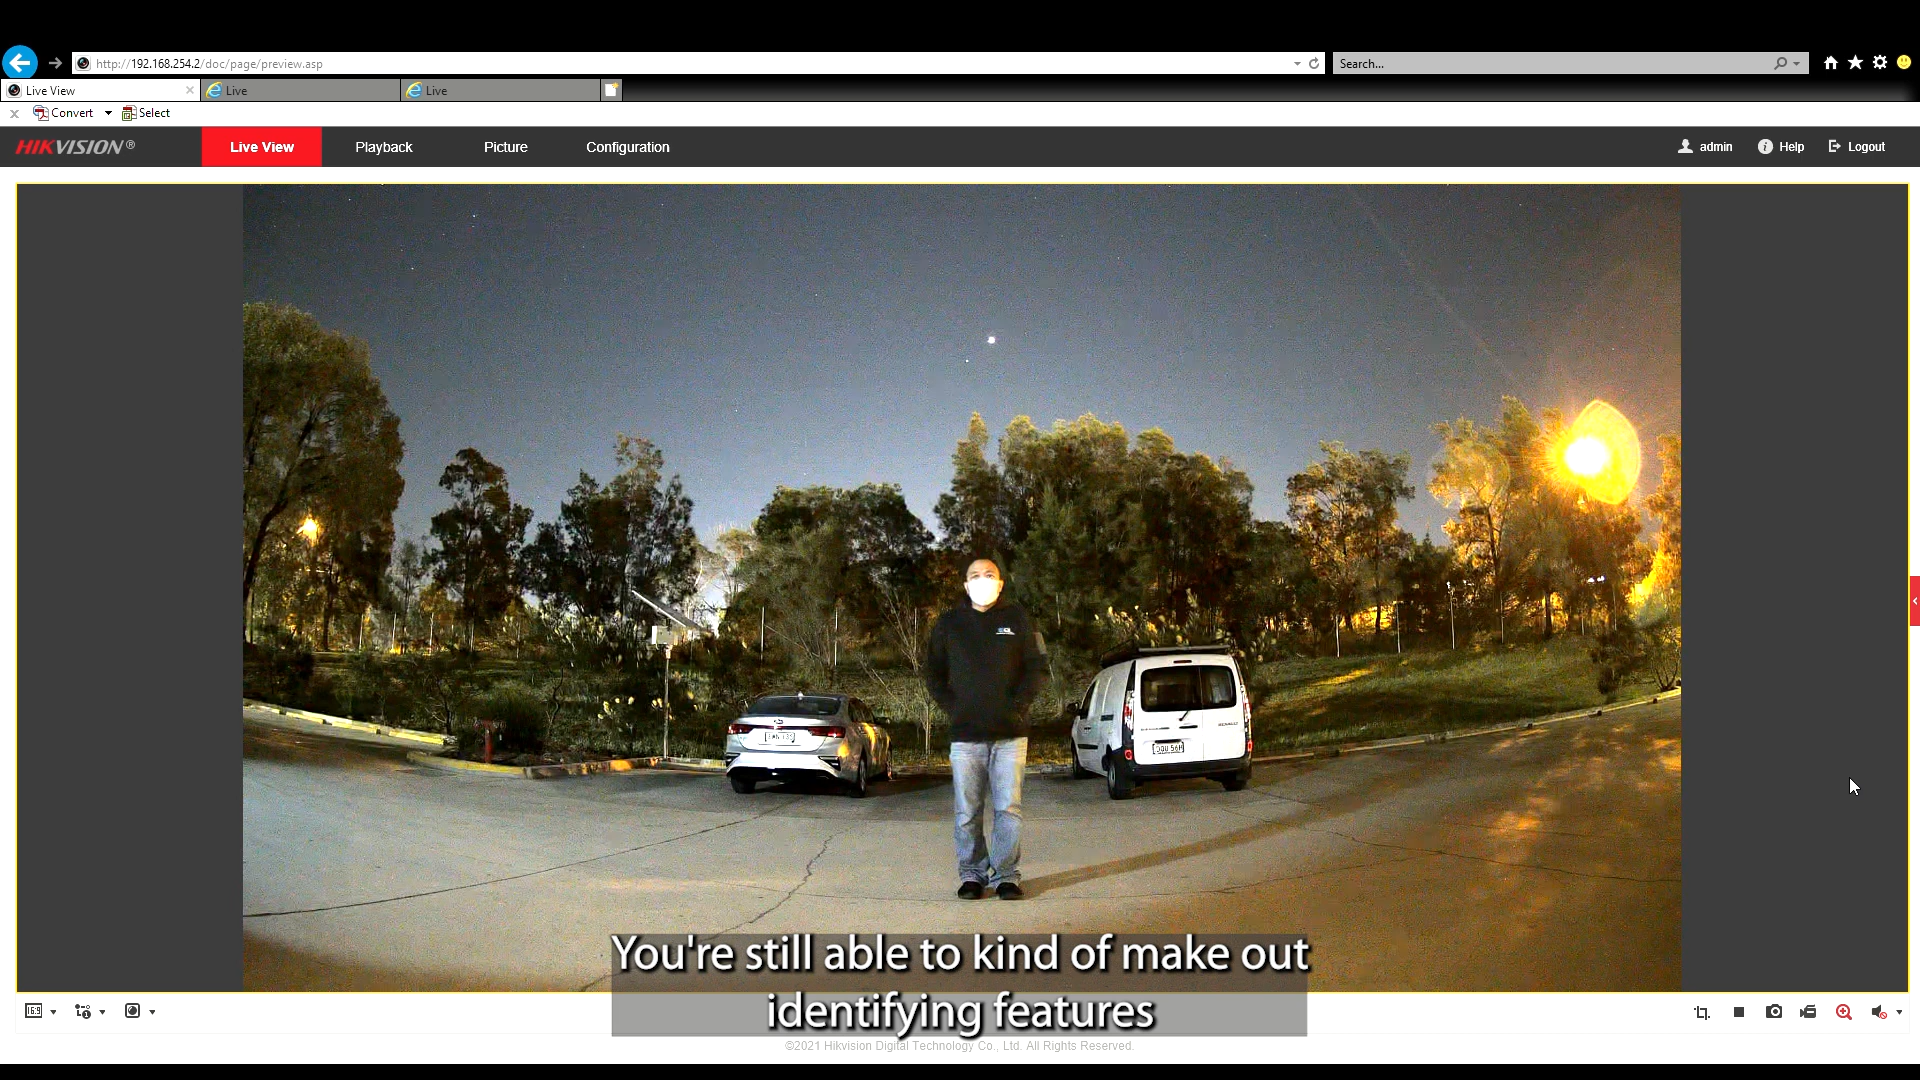 http://192.168.254.2/doc/page/preview.asp
Search...
Live View
Live
Live
Convert
Select
HIKVISION®
Live View
Playback
Picture
Configuration
admin
Help
Logout
You're still able to kind of make out
identifying features
16:9
©2021 Hikvision Digital Technology Co., Ltd. All Rights Reserved.